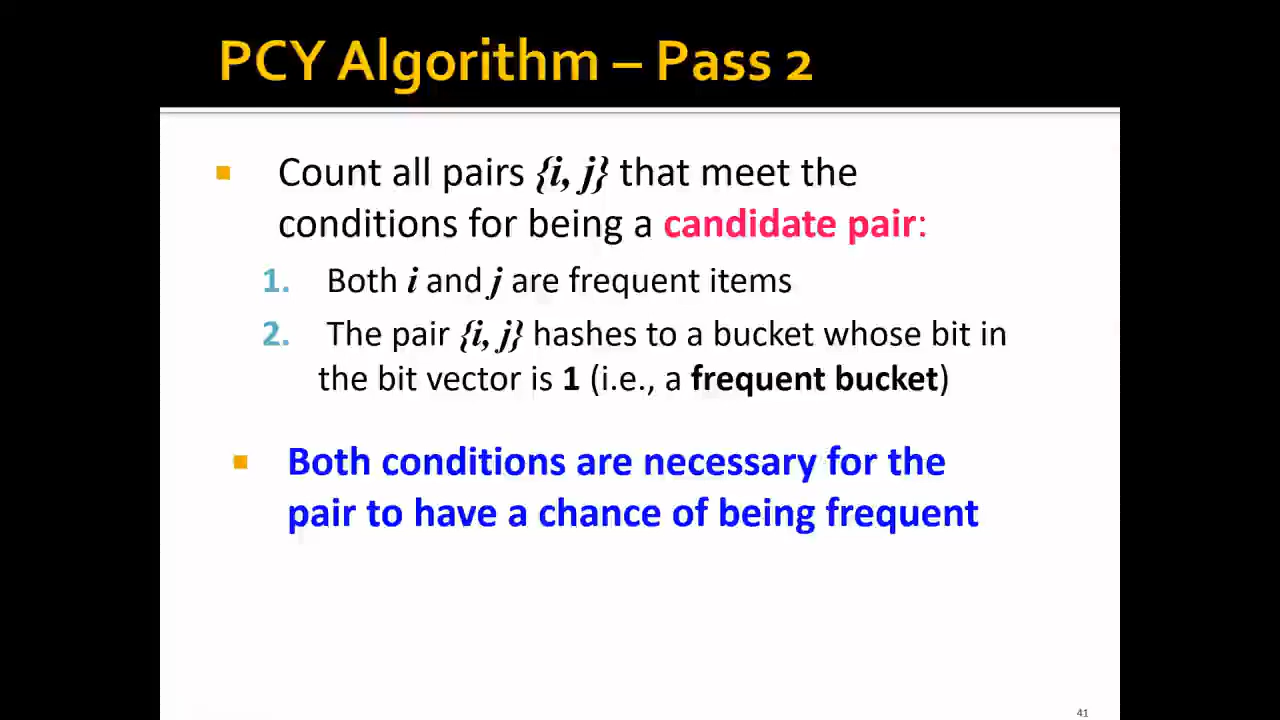 PCY Algorithm – Pass 2
Count all pairs {i, j} that meet the
conditions for being a candidate pair:
1. Both i and j are frequent items
2. The pair {i, j} hashes to a bucket whose bit in
the bit vector is 1 (i.e., a frequent bucket)
Both conditions are necessary for the
pair to have a chance of being frequent
41